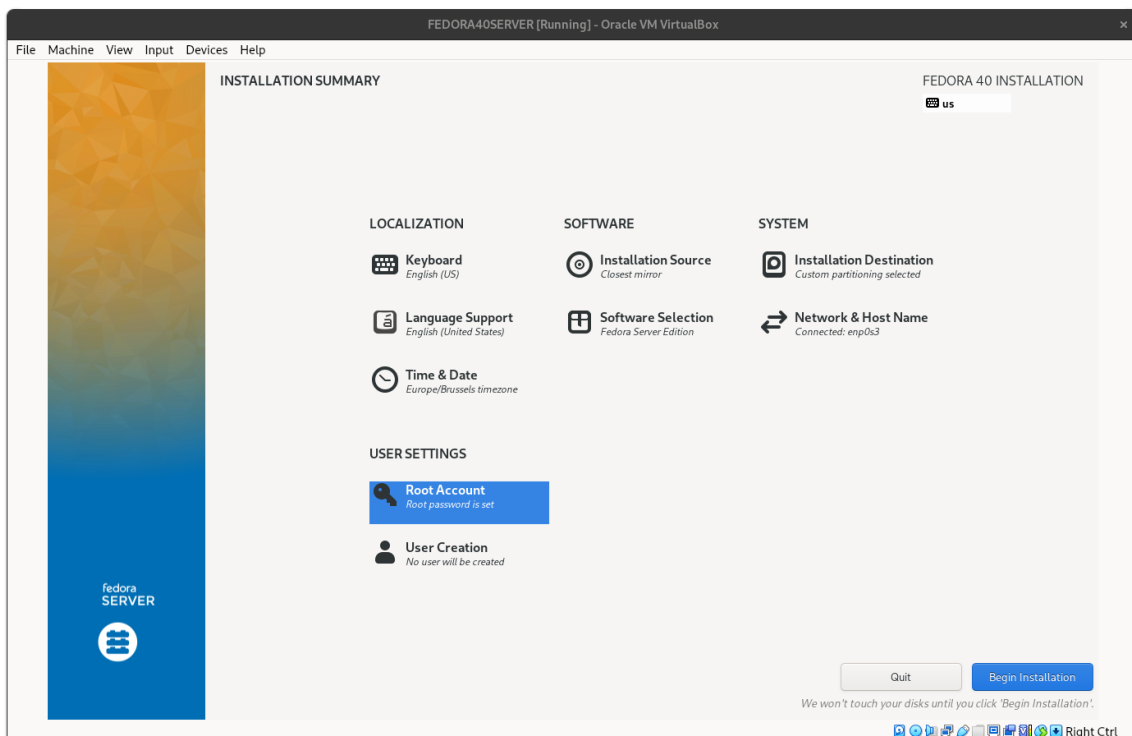 FEDORA40SERVER [Running] - Oracle VM VirtualBox
File Machine View Input Devices Help
INSTALLATION SUMMARY
FEDORA 40 INSTALLATION
us
LOCALIZATION
Keyboard
English (US)
Language Support
English (United States)
Time & Date
Europe/Brussels timezone
SOFTWARE
Installation Source
Closest mirror
Software Selection
Fedora Server Edition
SYSTEM
Installation Destination
Custom partitioning selected
Network & Host Name
Connected: enp0s3
USER SETTINGS
Root Account
Root password is set
User Creation
No user will be created
fedora
SERVER
Quit
Begin Installation
We won't touch your disks until you click 'Begin Installation'.
Right Ctrl